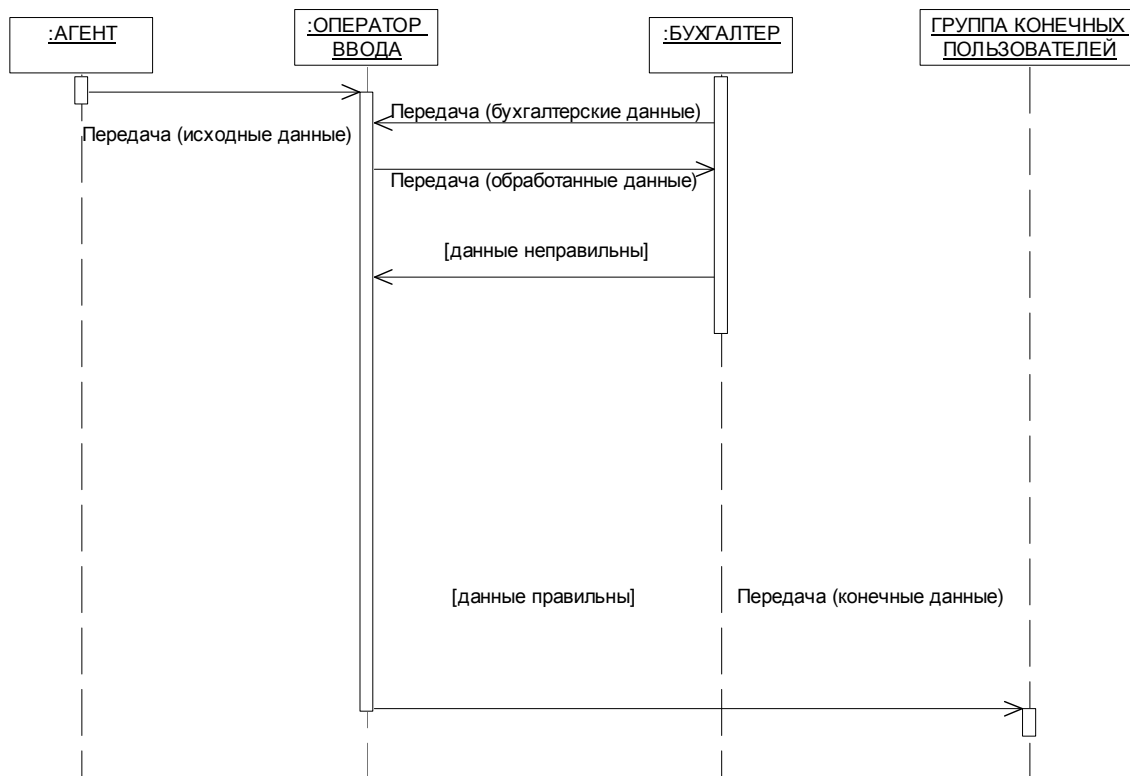 :АГЕНТ
:ОПЕРАТОР
ВВОДА
:БУХГАЛТЕР
ГРУППА КОНЕЧНЫХ
ПОЛЬЗОВАТЕЛЕЙ
Передача (бухгалтерские данные)
Передача (исходные данные)
Передача (обработанные данные)
[данные неправильны]
[данные правильны]
Передача (конечные данные)